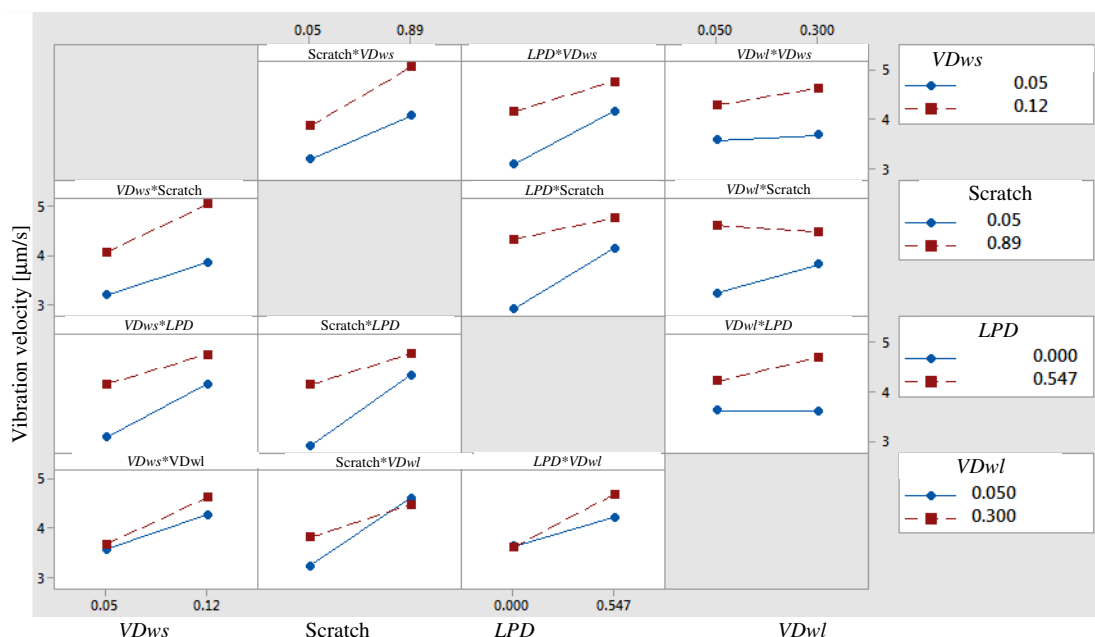 0.05 0.89 0.050 0.300
Scratch*VDws LPD*VDws VDwl*VDws
5
4
3
VDws
0.05
0.12
VDws*Scratch LPD*Scratch VDwl*Scratch
5
4
3
Scratch
0.05
0.89
Vibration velocity [µm/s]
VDws*LPD Scratch*LPD VDwl*LPD
5
4
3
LPD
0.000
0.547
VDws*VDwl Scratch*VDwl LPD*VDwl
5
4
3
VDwl
0.050
0.300
0.05 0.12 0.000 0.547
VDws Scratch LPD VDwl